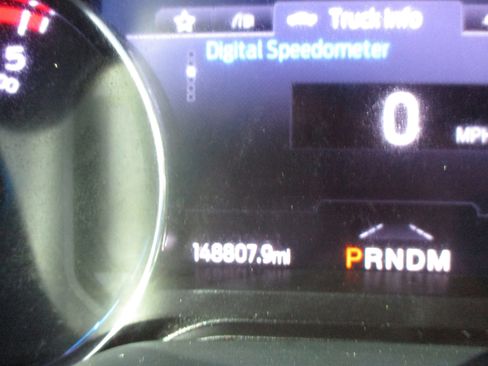 Truck Info
Digital Speedometer
5
0
MPH
148807.9mi
PRNDM